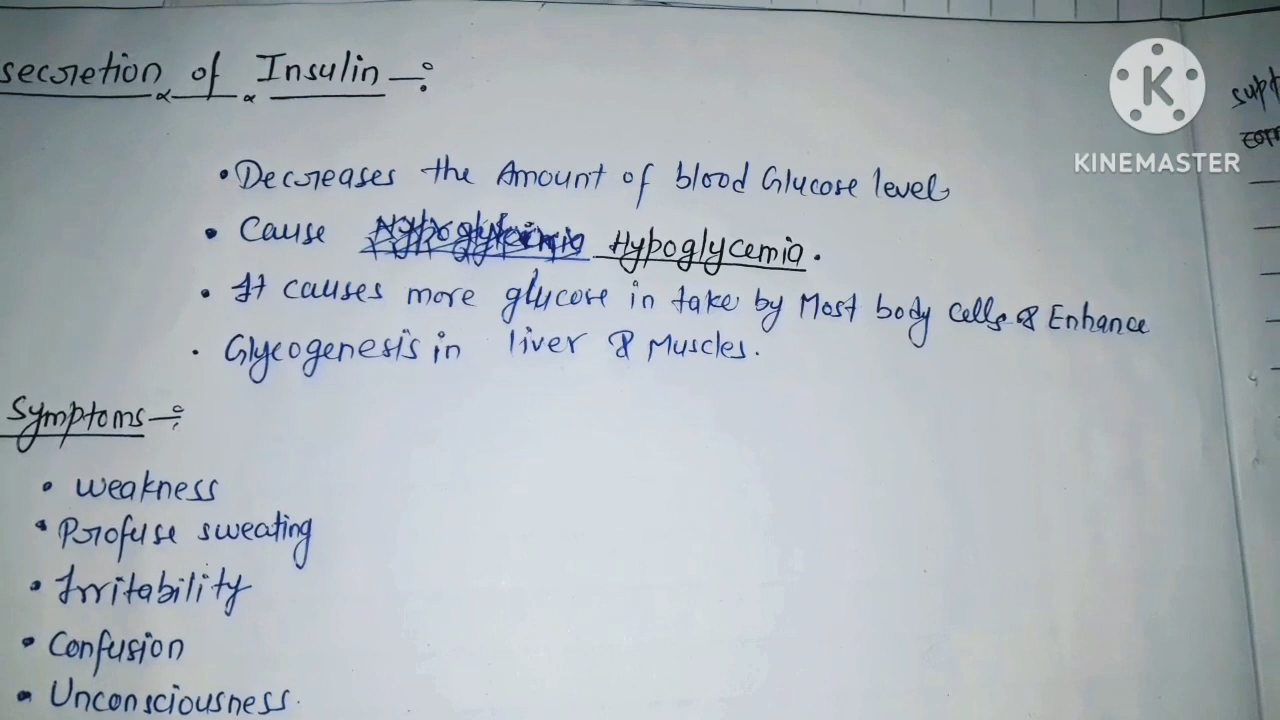 secretion of Insulin -:
• Decreases the Amount of blood Glucose level
• Cause Hypoglycemia.
• It causes more glucose in take by Most body cells & Enhance
• Glycogenesis in liver & Muscles.
Symptoms -:
• Weakness
• Profuse sweating
• Irritability
• Confusion
• Unconsciousness.
K
KINEMASTER